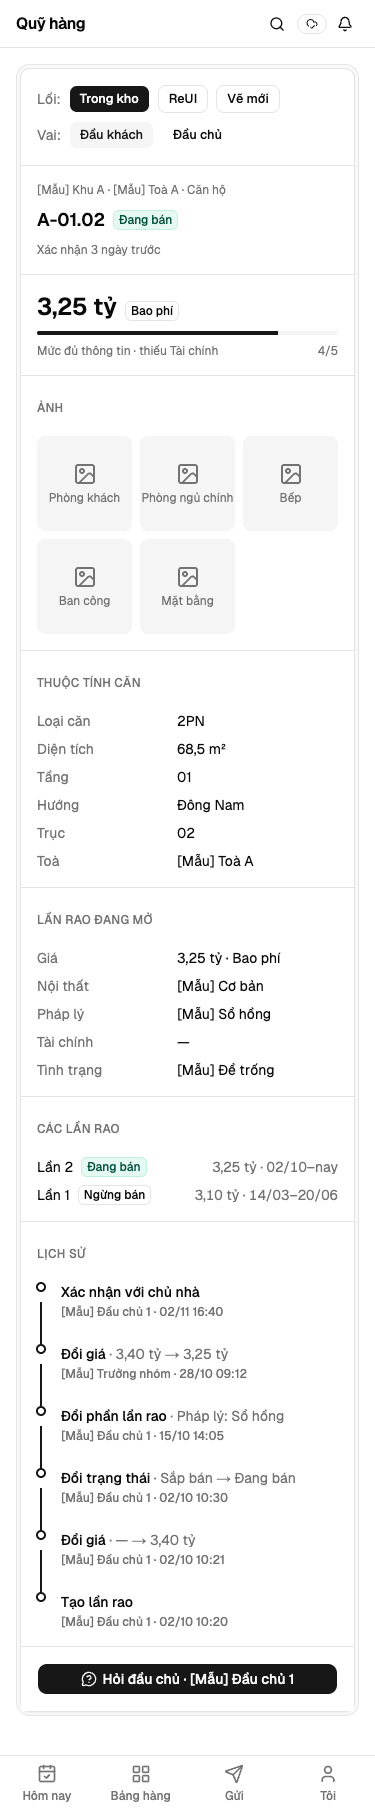 Quỹ hàng
Lối: Trong kho ReUI Vẽ mới
Vai: Đầu khách Đầu chủ
[Mẫu] Khu A · [Mẫu] Toà A · Căn hộ
A-01.02 Đang bán
Xác nhận 3 ngày trước
3,25 tỷ Bao phí
Mức đủ thông tin · thiếu Tài chính 4/5
ẢNH
Phòng khách Phòng ngủ chính Bếp
Ban công Mặt bằng
THUỘC TÍNH CĂN
Loại căn 2PN
Diện tích 68,5 m²
Tầng 01
Hướng Đông Nam
Trục 02
Toà [Mẫu] Toà A
LẦN RAO ĐANG MỞ
Giá 3,25 tỷ · Bao phí
Nội thất [Mẫu] Cơ bản
Pháp lý [Mẫu] Sổ hồng
Tài chính —
Tình trạng [Mẫu] Để trống
CÁC LẦN RAO
Lần 2 Đang bán 3,25 tỷ · 02/10–nay
Lần 1 Ngừng bán 3,10 tỷ · 14/03–20/06
LỊCH SỬ
Xác nhận với chủ nhà
[Mẫu] Đầu chủ 1 · 02/11 16:40
Đổi giá · 3,40 tỷ → 3,25 tỷ
[Mẫu] Trưởng nhóm · 28/10 09:12
Đổi phần lần rao · Pháp lý: Sổ hồng
[Mẫu] Đầu chủ 1 · 15/10 14:05
Đổi trạng thái · Sắp bán → Đang bán
[Mẫu] Đầu chủ 1 · 02/10 10:30
Đổi giá · — → 3,40 tỷ
[Mẫu] Đầu chủ 1 · 02/10 10:21
Tạo lần rao
[Mẫu] Đầu chủ 1 · 02/10 10:20
Hỏi đầu chủ · [Mẫu] Đầu chủ 1
Hôm nay Bảng hàng Gửi Tôi